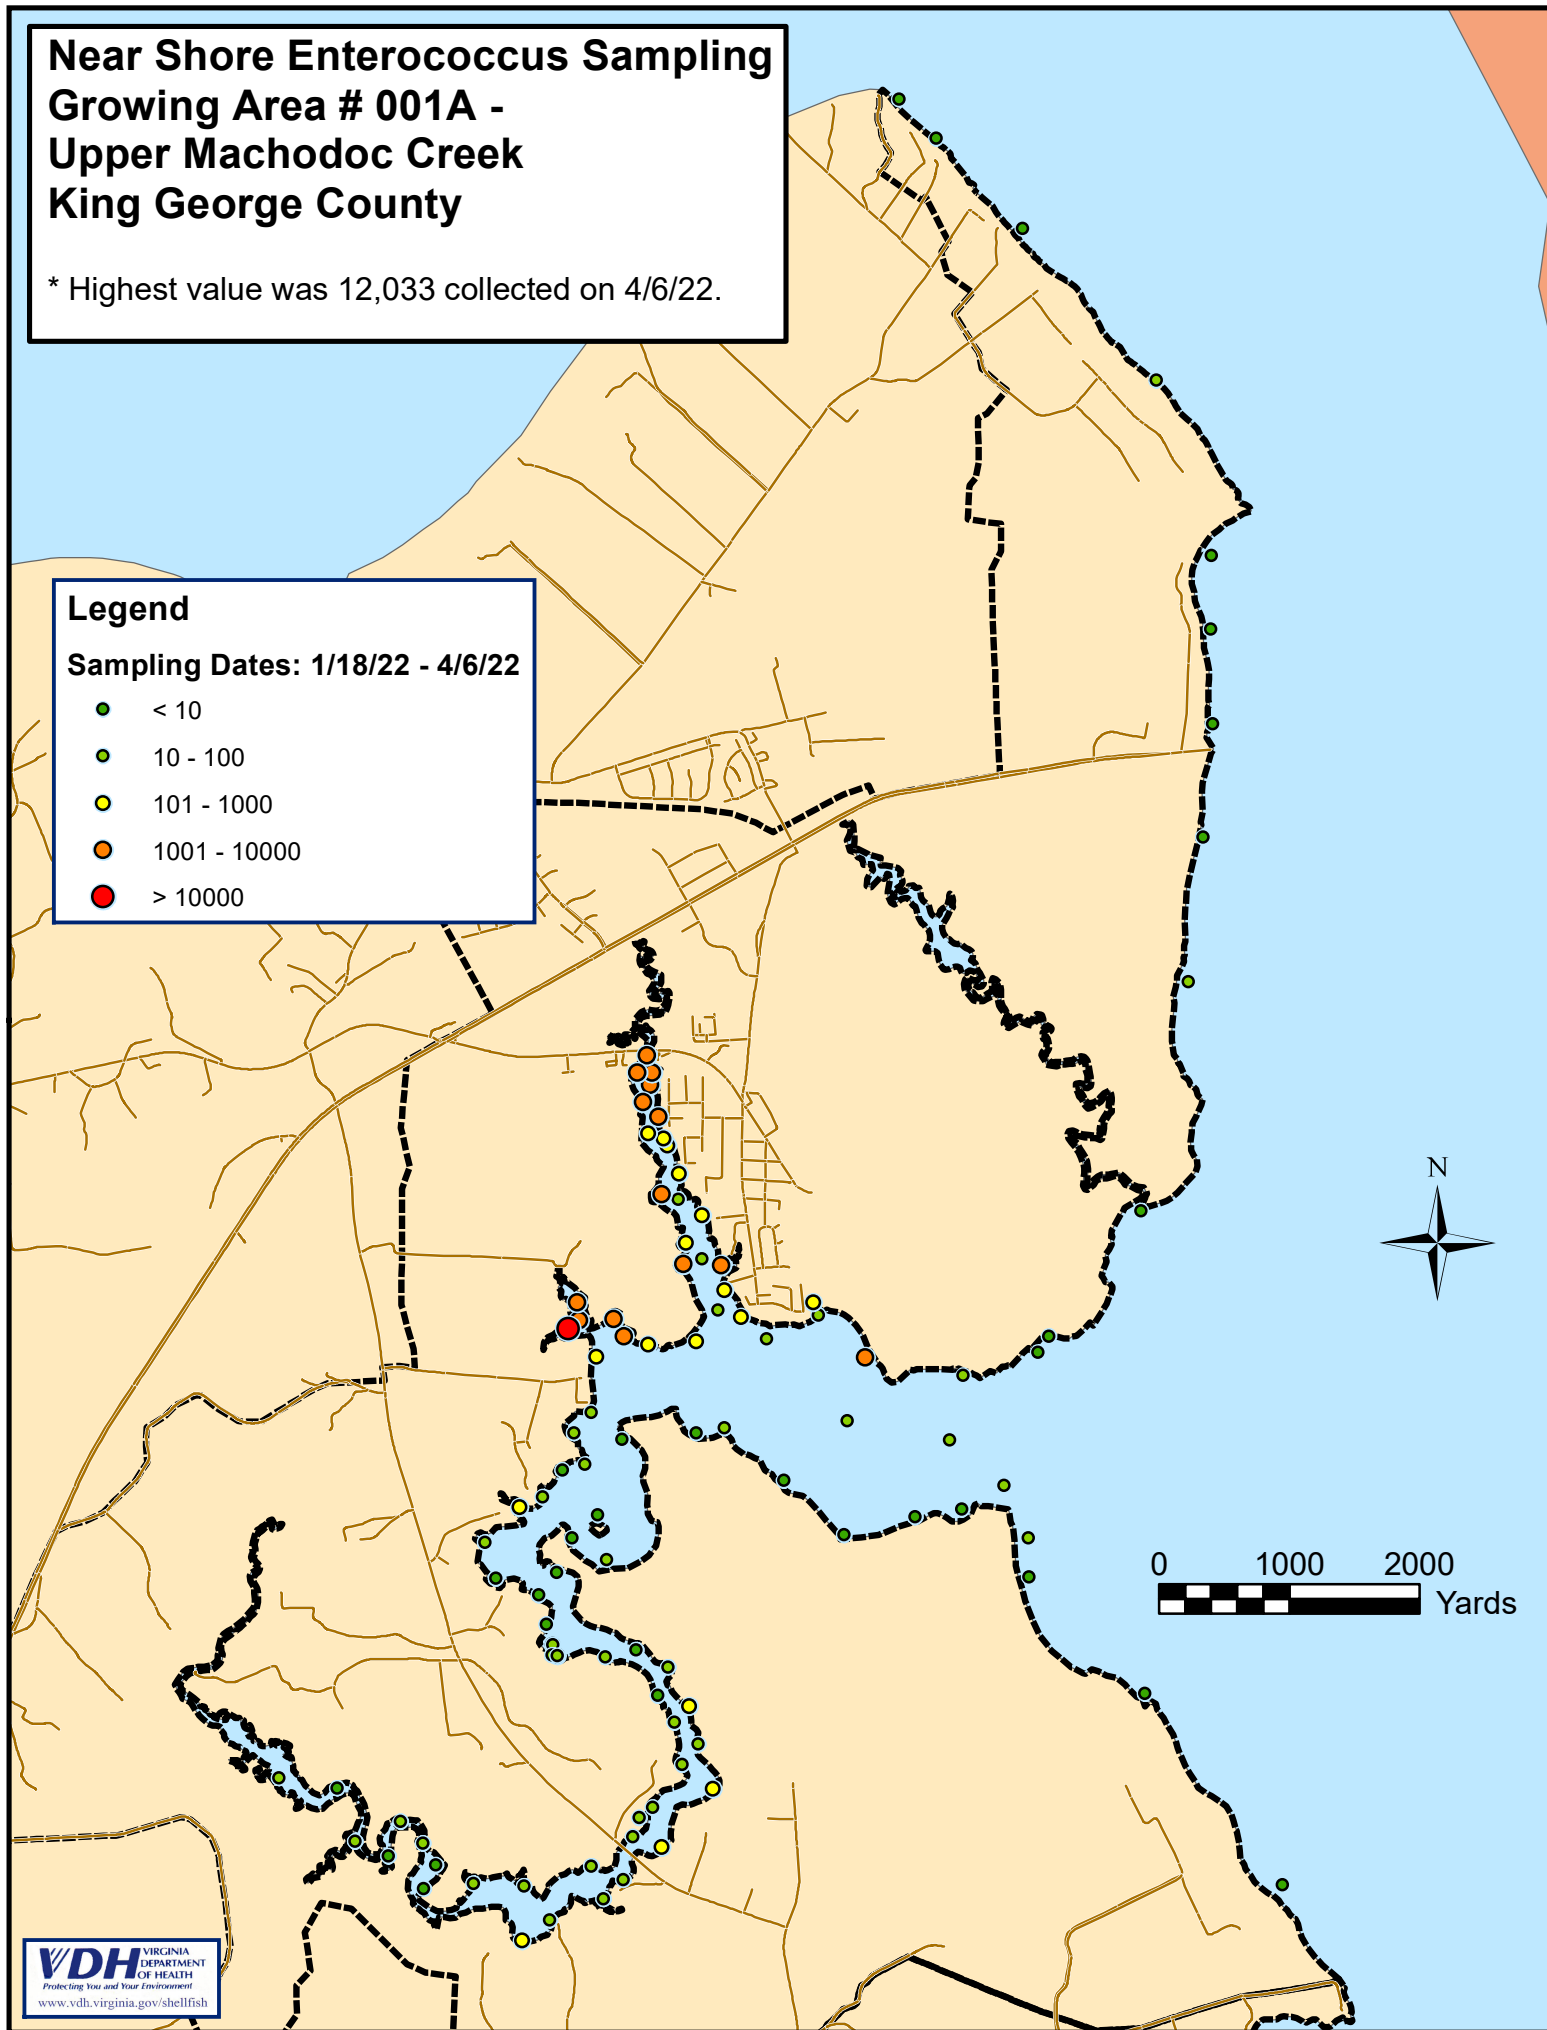 Near Shore Enterococcus Sampling
Growing Area # 001A -
Upper Machodoc Creek
King George County
* Highest value was 12,033 collected on 4/6/22.
Legend
Sampling Dates: 1/18/22 - 4/6/22
< 10
10 - 100
101 - 1000
1001 - 10000
> 10000
N
0 1000 2000
Yards
VDH VIRGINIA
DEPARTMENT
OF HEALTH
Protecting You and Your Environment
www.vdh.virginia.gov/shellfish